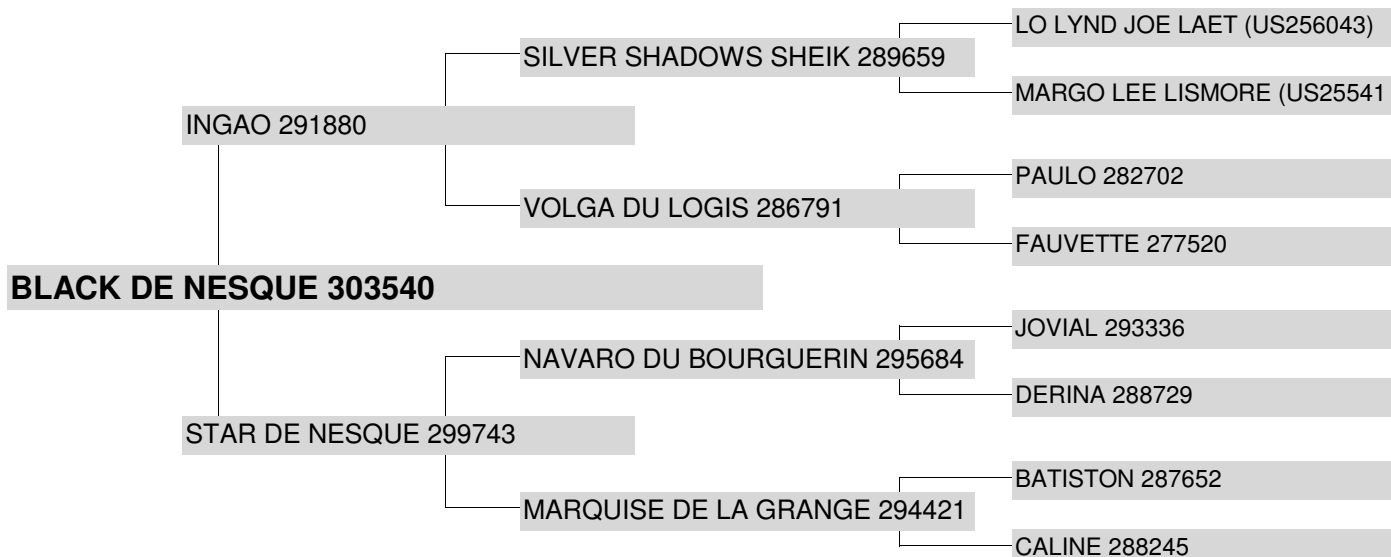 LO LYND JOE LAET (US256043)
SILVER SHADOWS SHEIK 289659
MARGO LEE LISMORE (US25541
INGAO 291880
PAULO 282702
VOLGA DU LOGIS 286791
FAUVETTE 277520
BLACK DE NESQUE 303540
JOVIAL 293336
NAVARO DU BOURGUERIN 295684
DERINA 288729
STAR DE NESQUE 299743
BATISTON 287652
MARQUISE DE LA GRANGE 294421
CALINE 288245